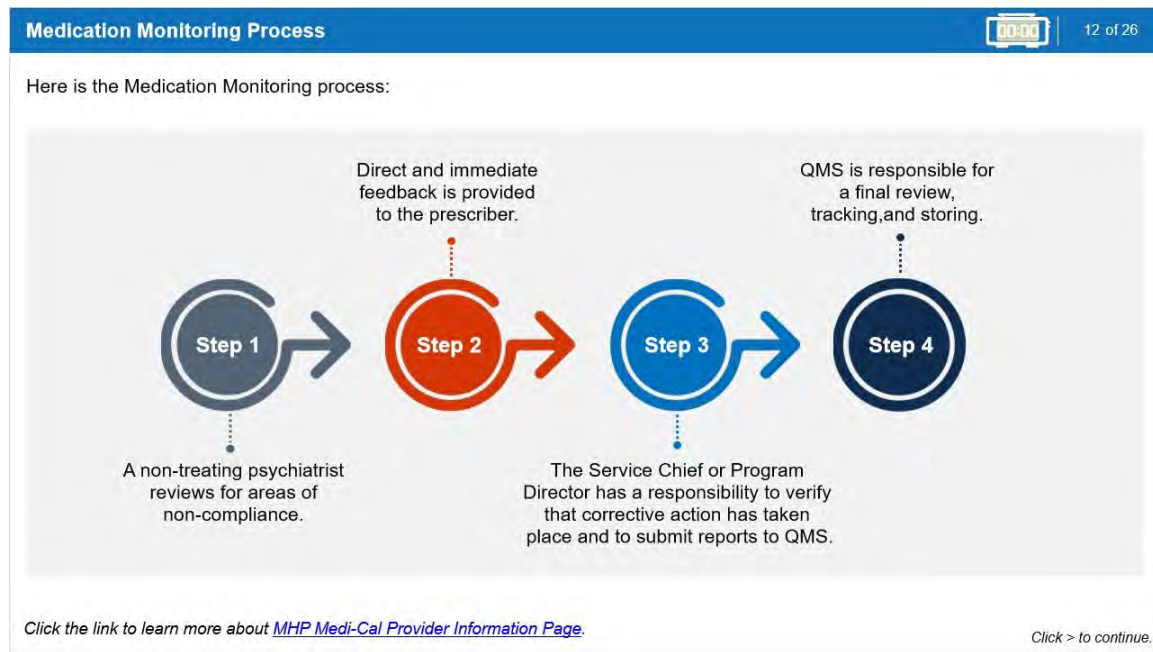 Medication Monitoring Process
00:00
12 of 26
Here is the Medication Monitoring process:
Direct and immediate
feedback is provided
to the prescriber.
QMS is responsible for
a final review,
tracking,and storing.
Step 1
Step 2
Step 3
Step 4
A non-treating psychiatrist
reviews for areas of
non-compliance.
The Service Chief or Program
Director has a responsibility to verify
that corrective action has taken
place and to submit reports to QMS.
Click the link to learn more about MHP Medi-Cal Provider Information Page.
Click > to continue.